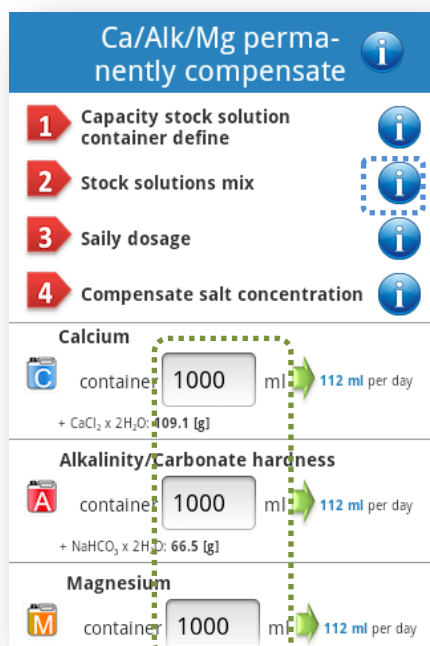 Ca/Alk/Mg perma-
nently compensate i
1 Capacity stock solution
container define i
2 Stock solutions mix i
3 Saily dosage i
4 Compensate salt concentration i
Calcium
C container 1000 ml 112 ml per day
+ CaCl₂ x 2H₂O: 109.1 [g]
Alkalinity/Carbonate hardness
A container 1000 ml 112 ml per day
+ NaHCO₃ x 2H₂O: 66.5 [g]
Magnesium
M container 1000 ml 112 ml per day